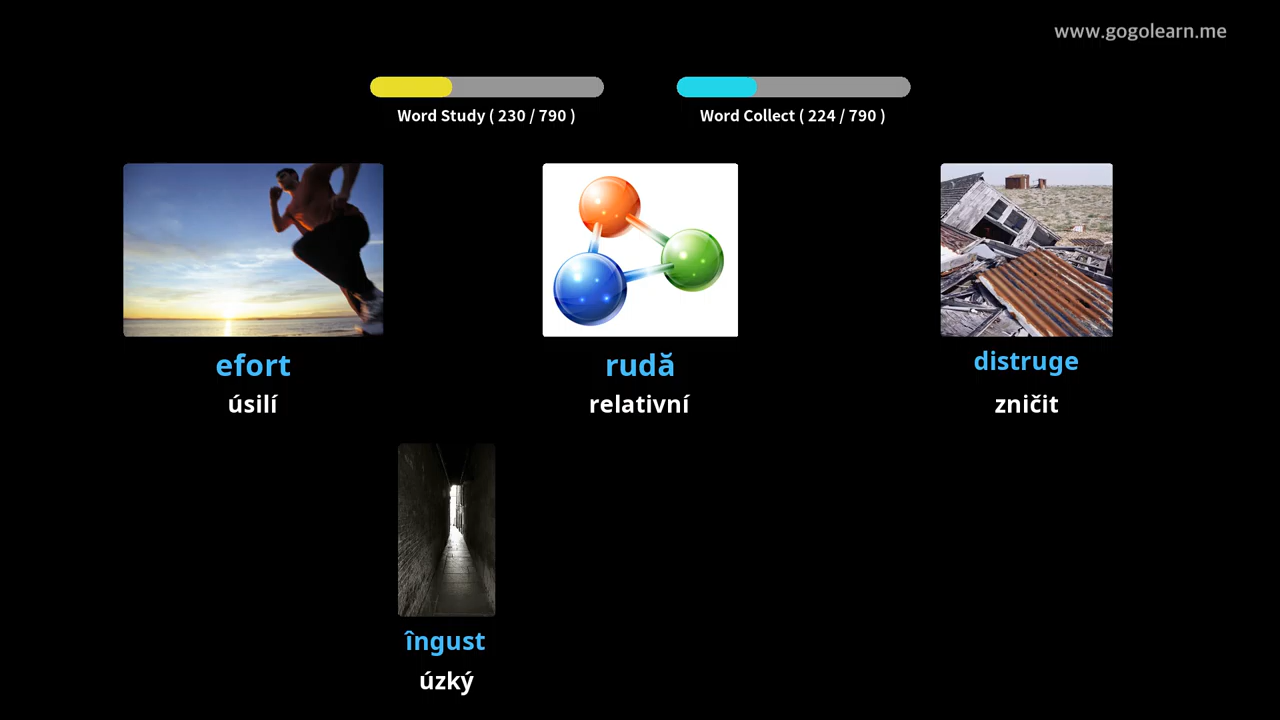 www.gogolearn.me
Word Study ( 230 / 790 )
Word Collect ( 224 / 790 )
efort
úsilí
rudă
relativní
distruge
zničit
îngust
úzký